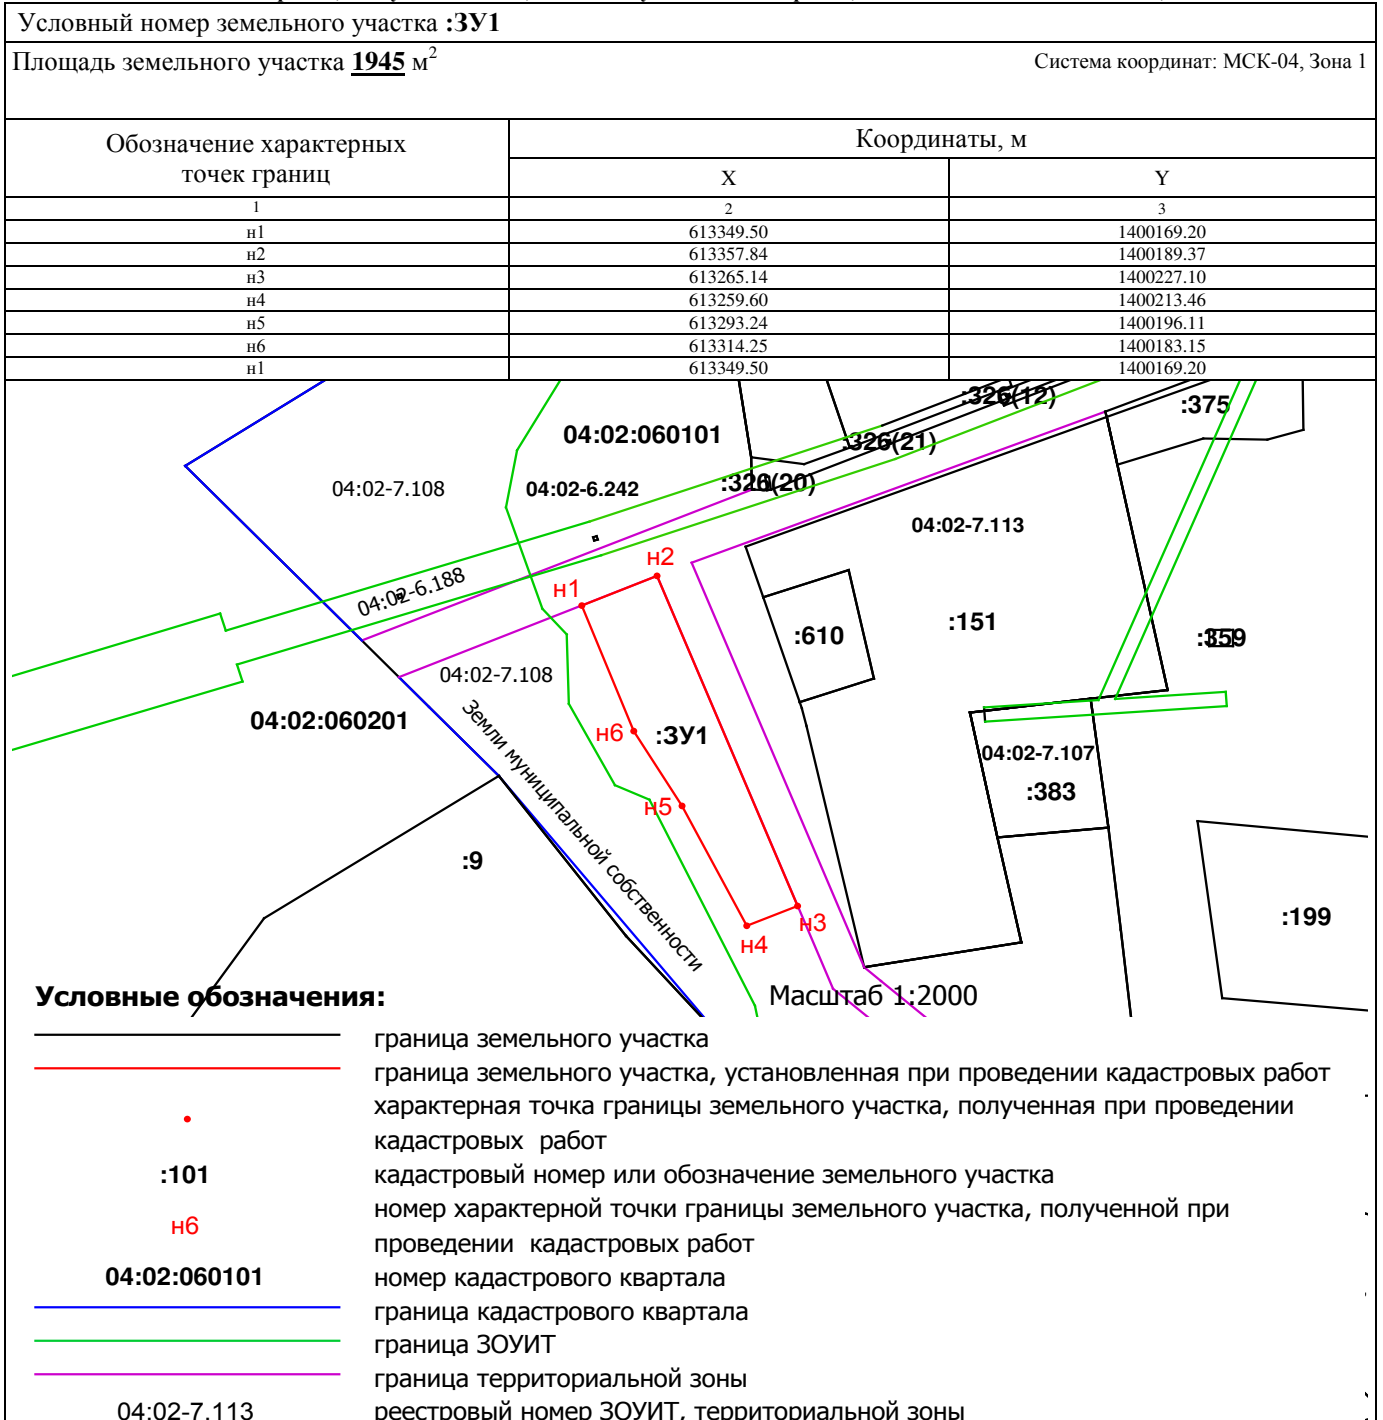 Условный номер земельного участка :ЗУ1
Площадь земельного участка 1945 м²
Система координат: МСК-04, Зона 1
Обозначение характерных точек границ
Координаты, м
X Y
1 2 3
н1 613349.50 1400169.20
н2 613357.84 1400189.37
н3 613265.14 1400227.10
н4 613259.60 1400213.46
н5 613293.24 1400196.11
н6 613314.25 1400183.15
н1 613349.50 1400169.20
:326(12)
:375
04:02:060101
:326(21)
04:02-7.108
04:02-6.242
:326(20)
04:02-7.113
н2
04:02-6.188
н1
:151
:610
:359
04:02-7.108
04:02:060201
Земли муниципальной собственности
н6
:ЗУ1
04:02-7.107
:383
н5
:9
н3
:199
н4
Условные обозначения:
Масштаб 1:2000
граница земельного участка
граница земельного участка, установленная при проведении кадастровых работ
характерная точка границы земельного участка, полученная при проведении
кадастровых работ
:101 кадастровый номер или обозначение земельного участка
н6 номер характерной точки границы земельного участка, полученной при
проведении кадастровых работ
04:02:060101 номер кадастрового квартала
граница кадастрового квартала
граница ЗОУИТ
граница территориальной зоны
04:02-7.113 реестровый номер ЗОУИТ, территориальной зоны